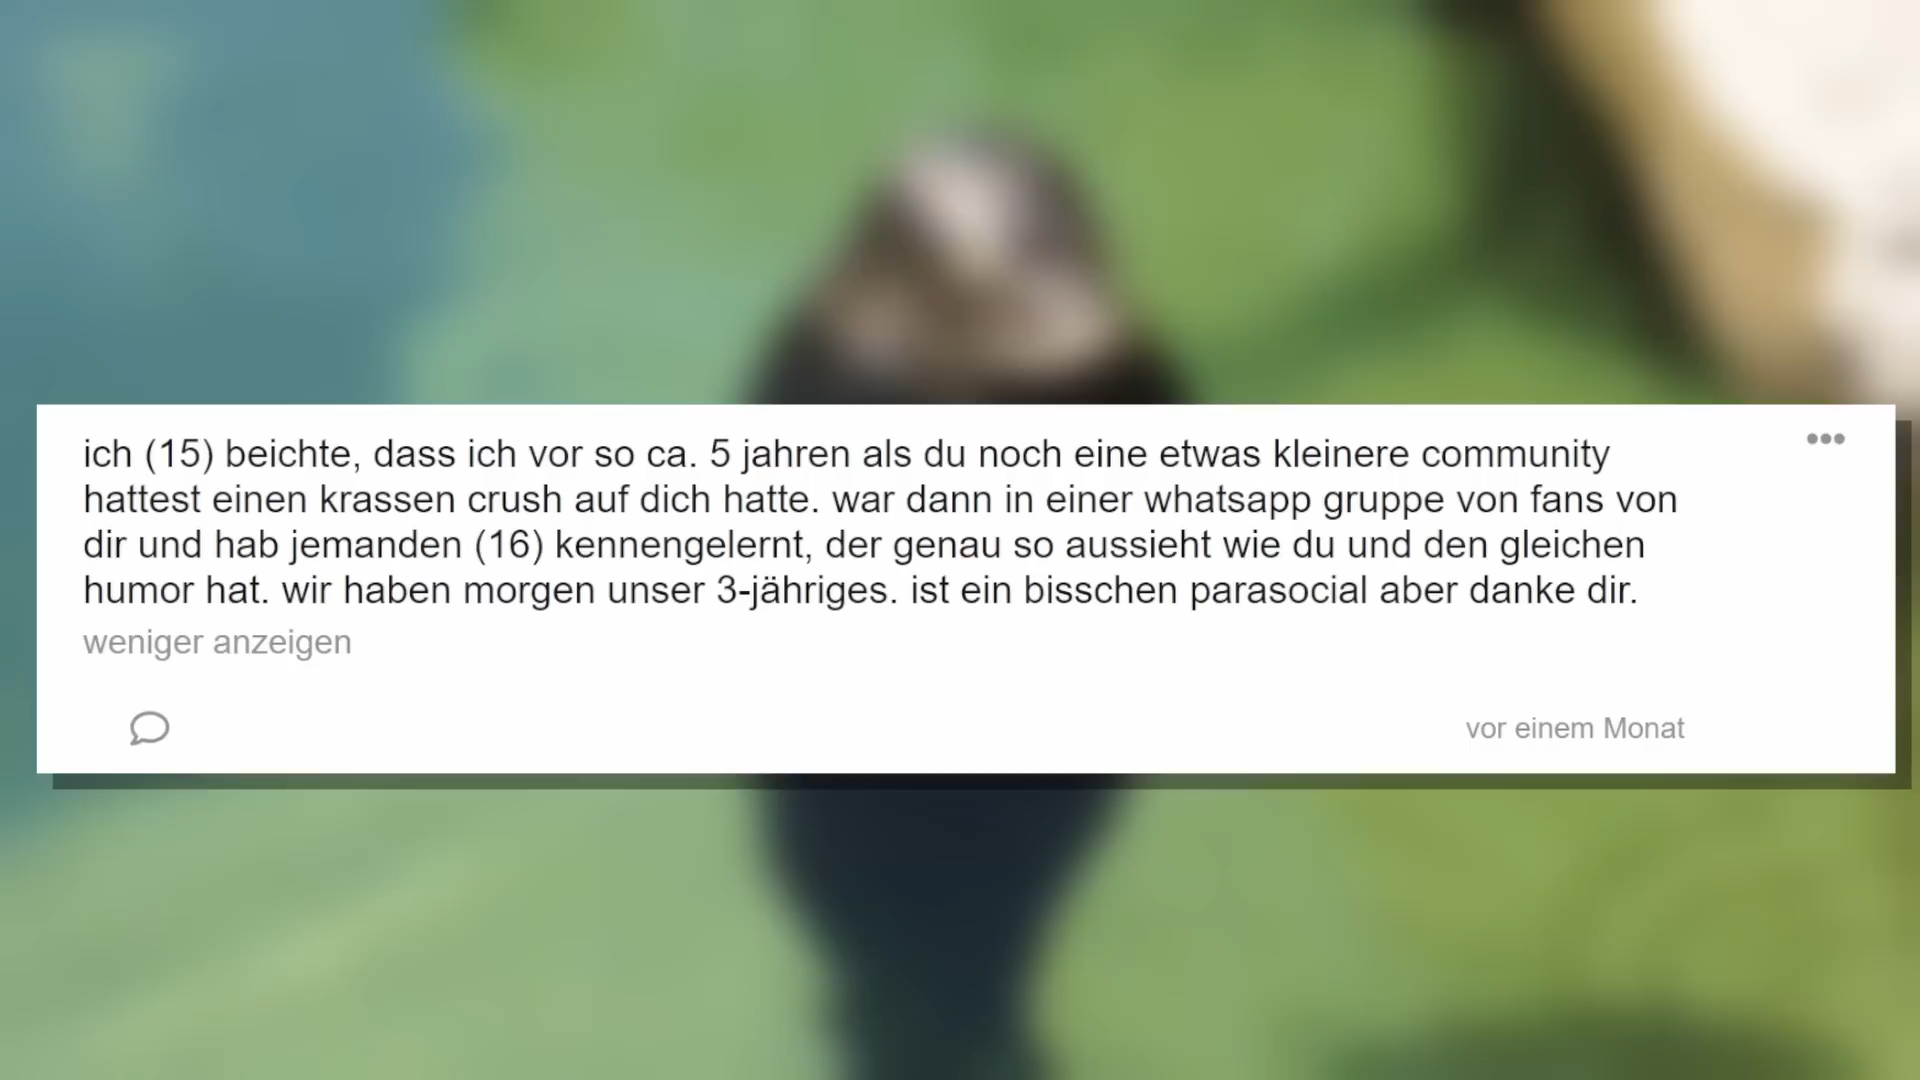 ich (15) beichte, dass ich vor so ca. 5 jahren als du noch eine etwas kleinere community
hattest einen krassen crush auf dich hatte. war dann in einer whatsapp gruppe von fans von
dir und hab jemanden (16) kennengelernt, der genau so aussieht wie du und den gleichen
humor hat. wir haben morgen unser 3-jähriges. ist ein bisschen parasocial aber danke dir.
weniger anzeigen
vor einem Monat